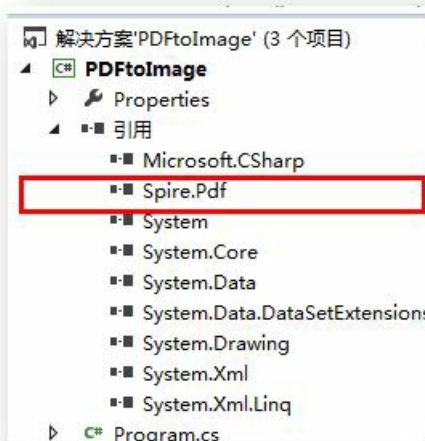 解决方案'PDFtoImage' (3 个项目)
C# PDFtoImage
Properties
引用
Microsoft.CSharp
Spire.Pdf
System
System.Core
System.Data
System.Data.DataSetExtensions
System.Drawing
System.Xml
System.Xml.Linq
C# Program.cs